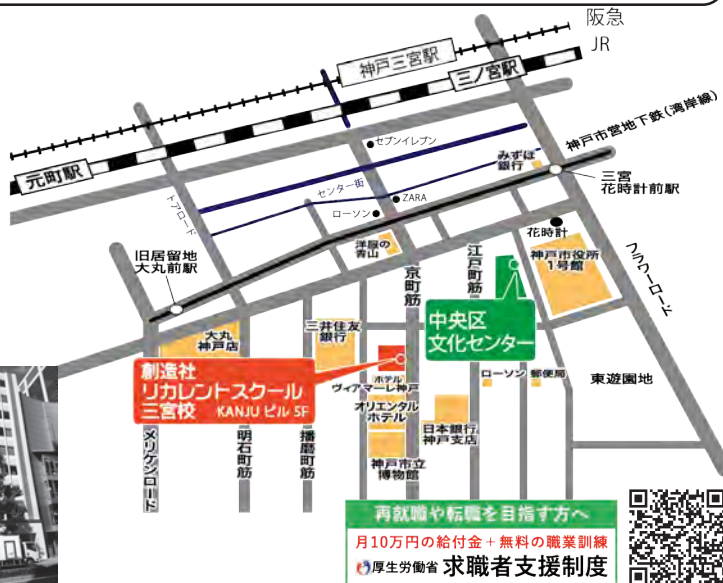 阪急
JR
神戸三宮駅
三ノ宮駅
元町駅
神戸市営地下鉄(湾岸線)
セブンイレブン
みずほ
銀行
センター街
トアロード
ZARA
ローソン
三宮
花時計前駅
花時計
洋服の
青山
神戸市役所
1号館
フラワーロード
旧居留地
大丸前駅
京町筋
江戸町筋
中央区
文化センター
大丸
神戸店
三井住友
銀行
創造社
リカレントスクール
三宮校 KANJU ビル 5F
ホテル
ヴィアマーレ神戸
オリエンタル
ホテル
ローソン
郵便局
東遊園地
日本銀行
神戸支店
神戸市立
博物館
メリケンロード
明石町筋
播磨町筋
再就職や転職を目指す方へ
月10万円の給付金+無料の職業訓練
厚生労働省 求職者支援制度